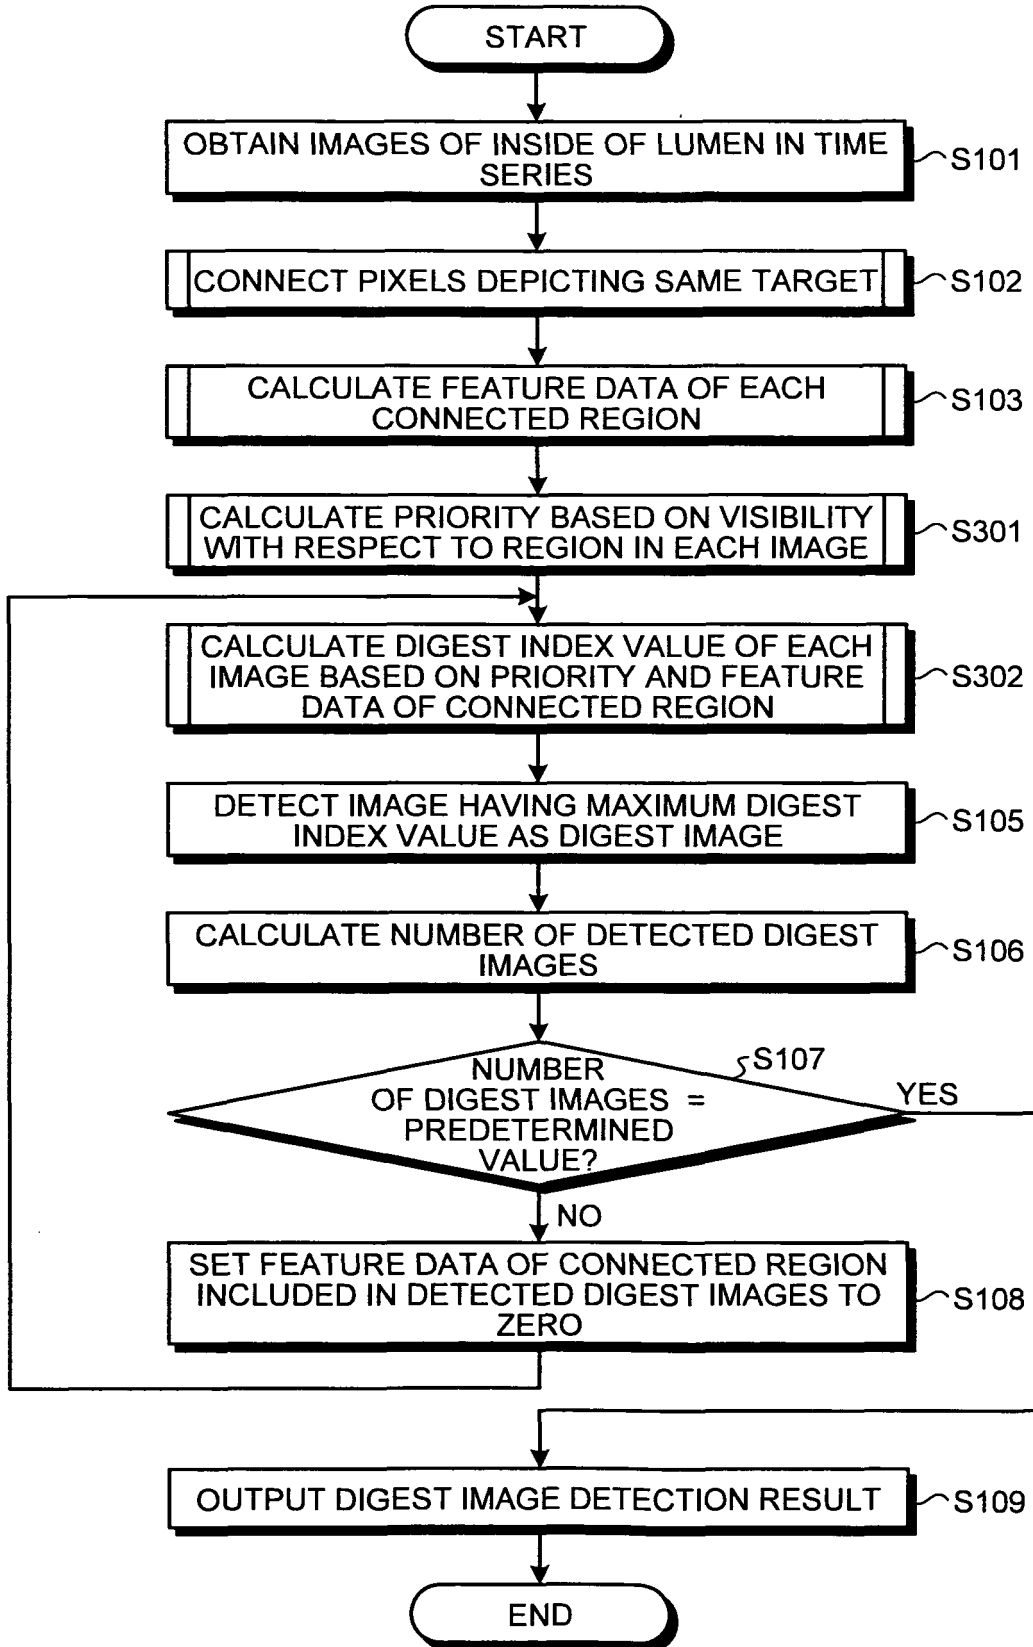 START
OBTAIN IMAGES OF INSIDE OF LUMEN IN TIME
SERIES
S101
CONNECT PIXELS DEPICTING SAME TARGET
S102
CALCULATE FEATURE DATA OF EACH
CONNECTED REGION
S103
CALCULATE PRIORITY BASED ON VISIBILITY
WITH RESPECT TO REGION IN EACH IMAGE
S301
CALCULATE DIGEST INDEX VALUE OF EACH
IMAGE BASED ON PRIORITY AND FEATURE
DATA OF CONNECTED REGION
S302
DETECT IMAGE HAVING MAXIMUM DIGEST
INDEX VALUE AS DIGEST IMAGE
S105
CALCULATE NUMBER OF DETECTED DIGEST
IMAGES
S106
S107
NUMBER
OF DIGEST IMAGES =
PREDETERMINED
VALUE?
YES
NO
SET FEATURE DATA OF CONNECTED REGION
INCLUDED IN DETECTED DIGEST IMAGES TO
ZERO
S108
OUTPUT DIGEST IMAGE DETECTION RESULT
S109
END